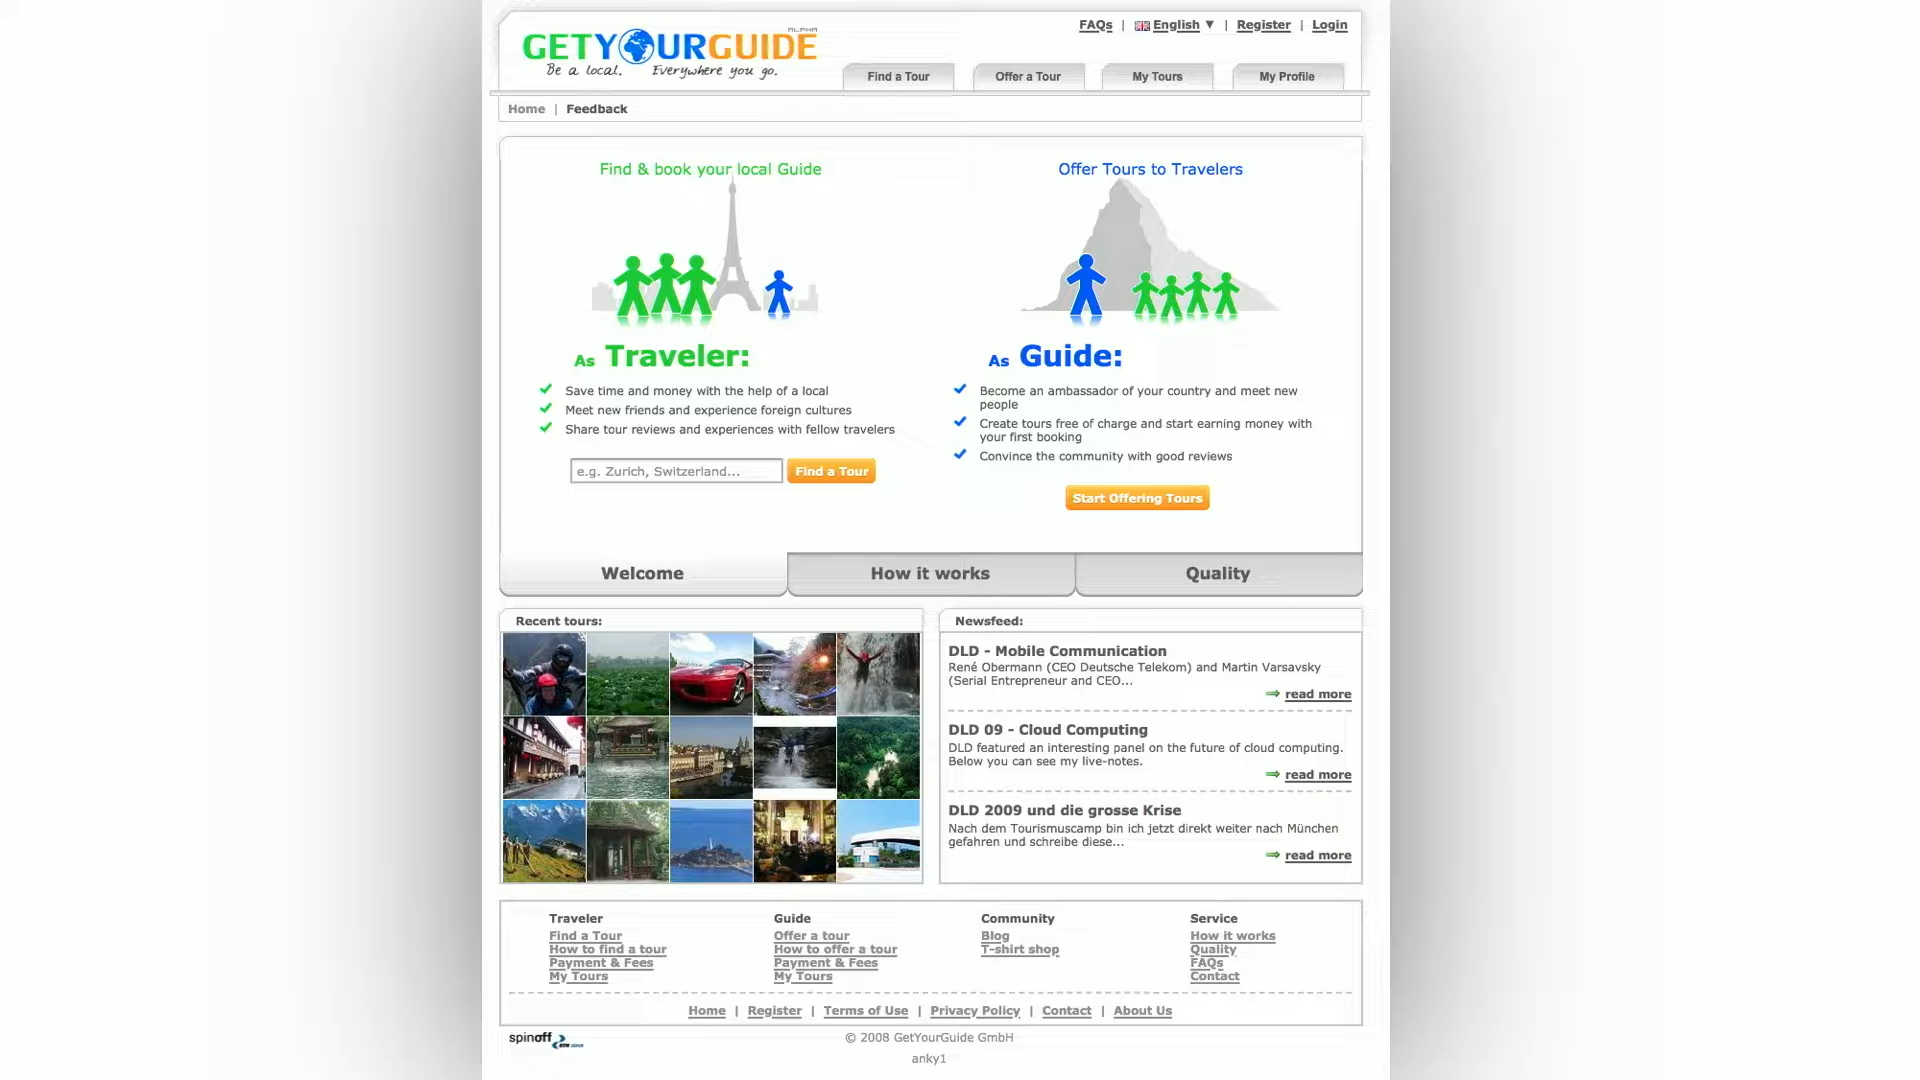 FAQs | English ▼ | Register | Login
ALPHA
GETYOURGUIDE
Be a local. Everywhere you go.
Find a Tour
Offer a Tour
My Tours
My Profile
Home | Feedback
Find & book your local Guide
As Traveler:
Save time and money with the help of a local
Meet new friends and experience foreign cultures
Share tour reviews and experiences with fellow travelers
e.g. Zurich, Switzerland...
Find a Tour
Offer Tours to Travelers
As Guide:
Become an ambassador of your country and meet new
people
Create tours free of charge and start earning money with
your first booking
Convince the community with good reviews
Start Offering Tours
Welcome
How it works
Quality
Recent tours:
Newsfeed:
DLD - Mobile Communication
René Obermann (CEO Deutsche Telekom) and Martin Varsavsky
(Serial Entrepreneur and CEO...
read more
DLD 09 - Cloud Computing
DLD featured an interesting panel on the future of cloud computing.
Below you can see my live-notes.
read more
DLD 2009 und die grosse Krise
Nach dem Tourismuscamp bin ich jetzt direkt weiter nach München
gefahren und schreibe diese...
read more
Traveler
Find a Tour
How to find a tour
Payment & Fees
My Tours
Guide
Offer a tour
How to offer a tour
Payment & Fees
My Tours
Community
Blog
T-shirt shop
Service
How it works
Quality
FAQs
Contact
Home | Register | Terms of Use | Privacy Policy | Contact | About Us
spinoff
© 2008 GetYourGuide GmbH
anky1